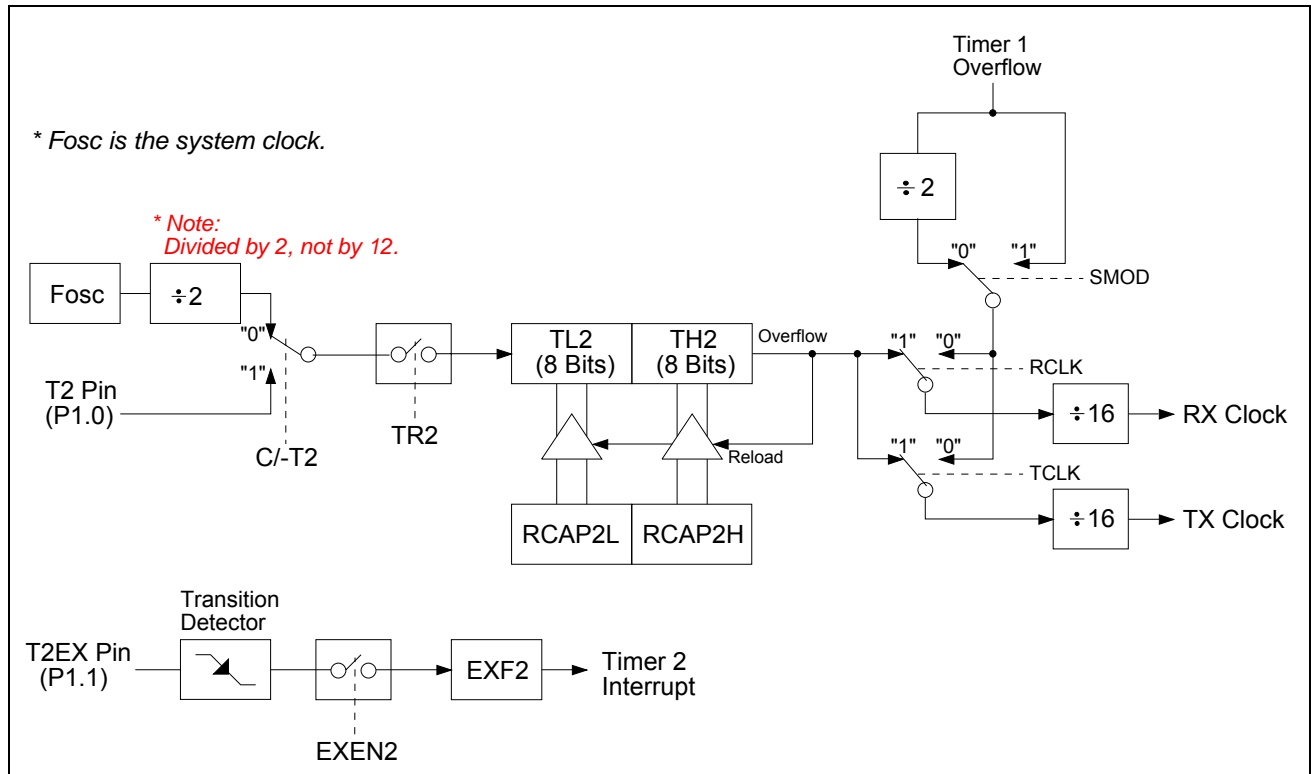 Timer 1
Overflow
* Fosc is the system clock.
÷ 2
* Note:
Divided by 2, not by 12.
"0"
"1"
SMOD
Fosc
÷2
"0"
TL2
(8 Bits)
TH2
(8 Bits)
Overflow
"1"
"0"
RCLK
"1"
T2 Pin
(P1.0)
TR2
C/-T2
÷16
RX Clock
Reload
"1"
"0"
TCLK
RCAP2L
RCAP2H
÷16
TX Clock
Transition
Detector
T2EX Pin
(P1.1)
EXF2
Timer 2
Interrupt
EXEN2